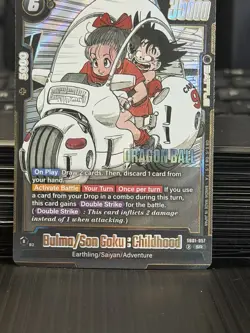 6
30000
BATTLE
5000
DRAGON BALL
On Play Draw 2 cards. Then, discard 1 card
from your hand.
Activate Battle Your Turn Once per turn If you use
a card from your Drop in a combo during this turn,
this card gains Double Strike for the battle.
(Double Strike : This card inflicts 2 damage
instead of 1 when attacking.)
Bulma/Son Goku : Childhood
SB01-057
Earthling/Saiyan/Adventure